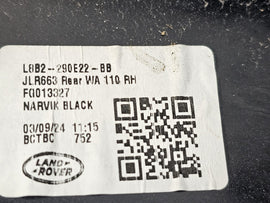 L8B2-290E22-BB
JLR663 Rear WA 110 RH
FQ013327
NARVIK BLACK
03/09/24 11:15
BCTBC 752
LAND-
ROVER